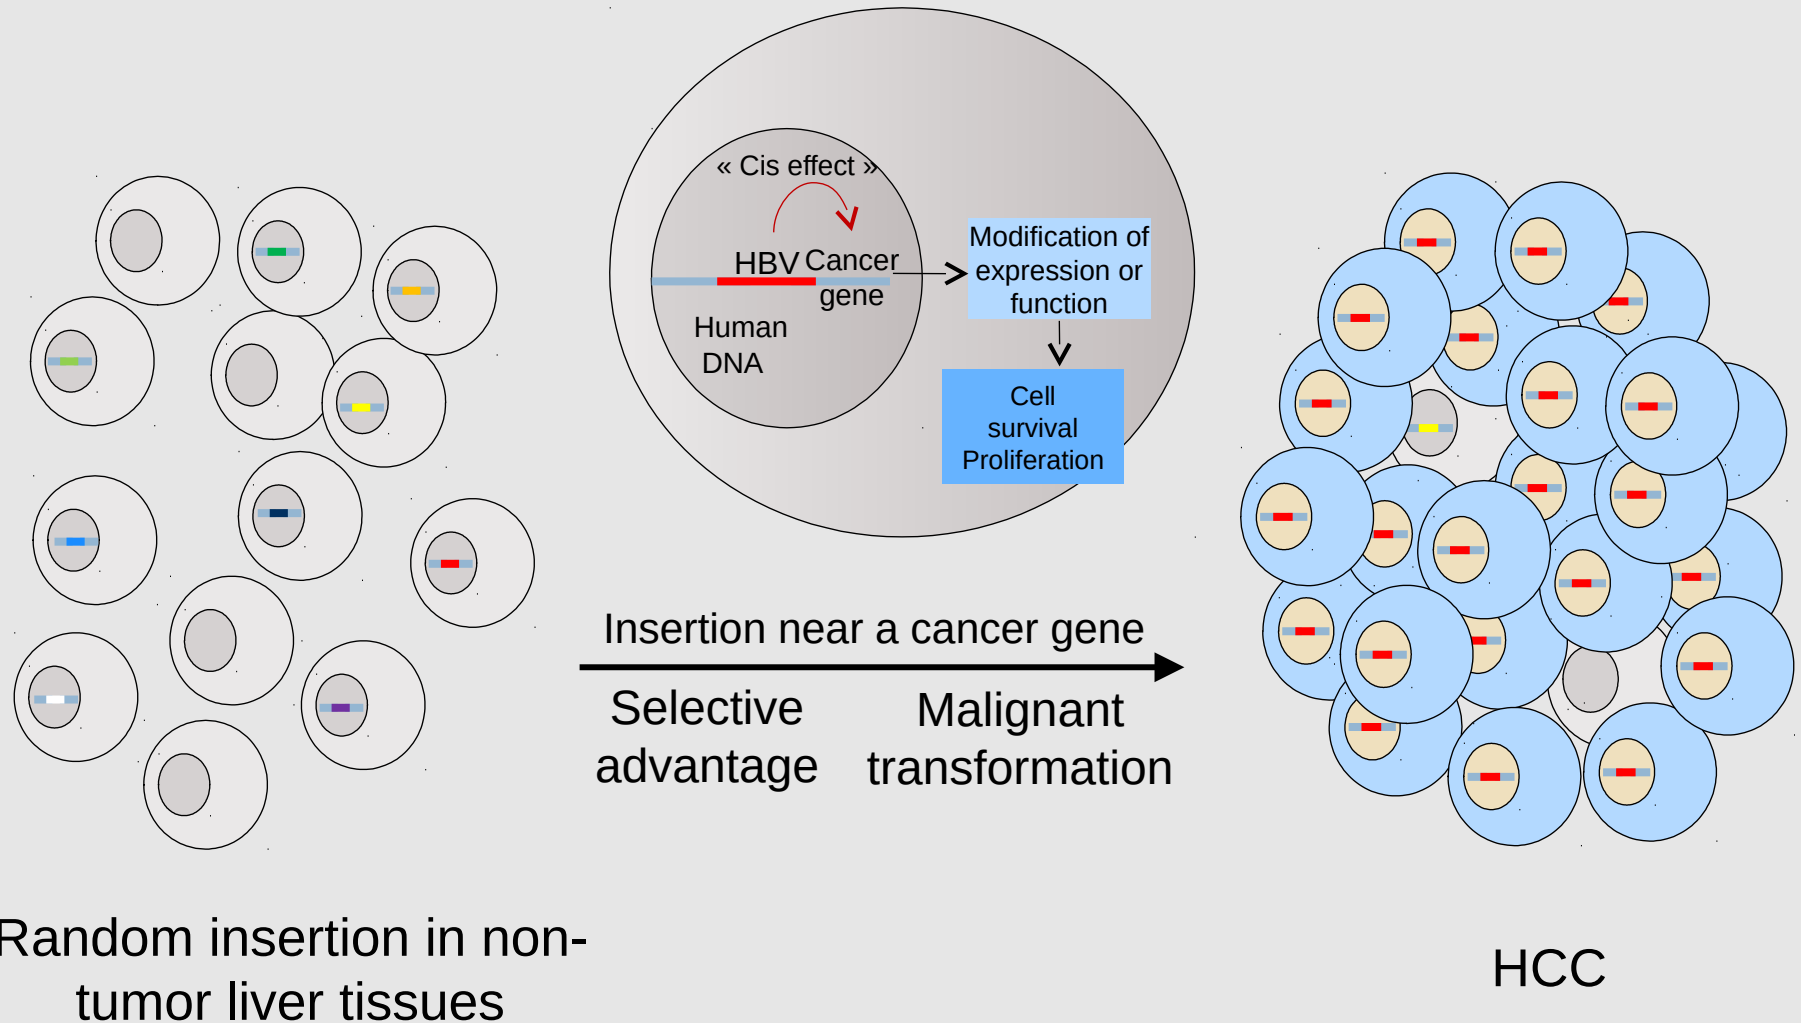 « Cis effect »
HBV
Cancer
gene
Human
DNA
Modification of
expression or
function
Cell
survival
Proliferation
Insertion near a cancer gene
Selective
advantage
Malignant
transformation
Random insertion in non-
tumor liver tissues
HCC